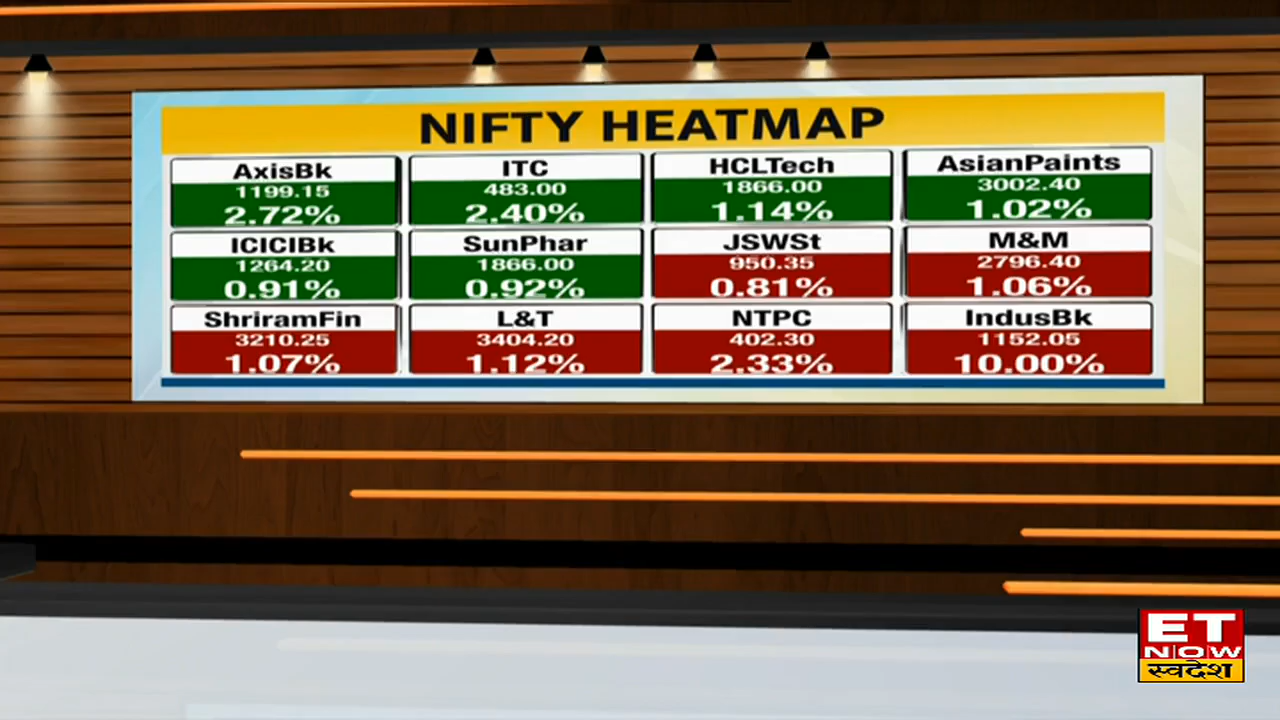 NIFTY HEATMAP
AxisBk
1199.15
2.72%
ITC
483.00
2.40%
HCLTech
1866.00
1.14%
AsianPaints
3002.40
1.02%
ICICIBk
1264.20
0.91%
SunPhar
1866.00
0.92%
JSWSt
950.35
0.81%
M&M
2796.40
1.06%
ShriramFin
3210.25
1.07%
L&T
3404.20
1.12%
NTPC
402.30
2.33%
IndusBk
1152.05
10.00%
ET
NOW
स्वदेश